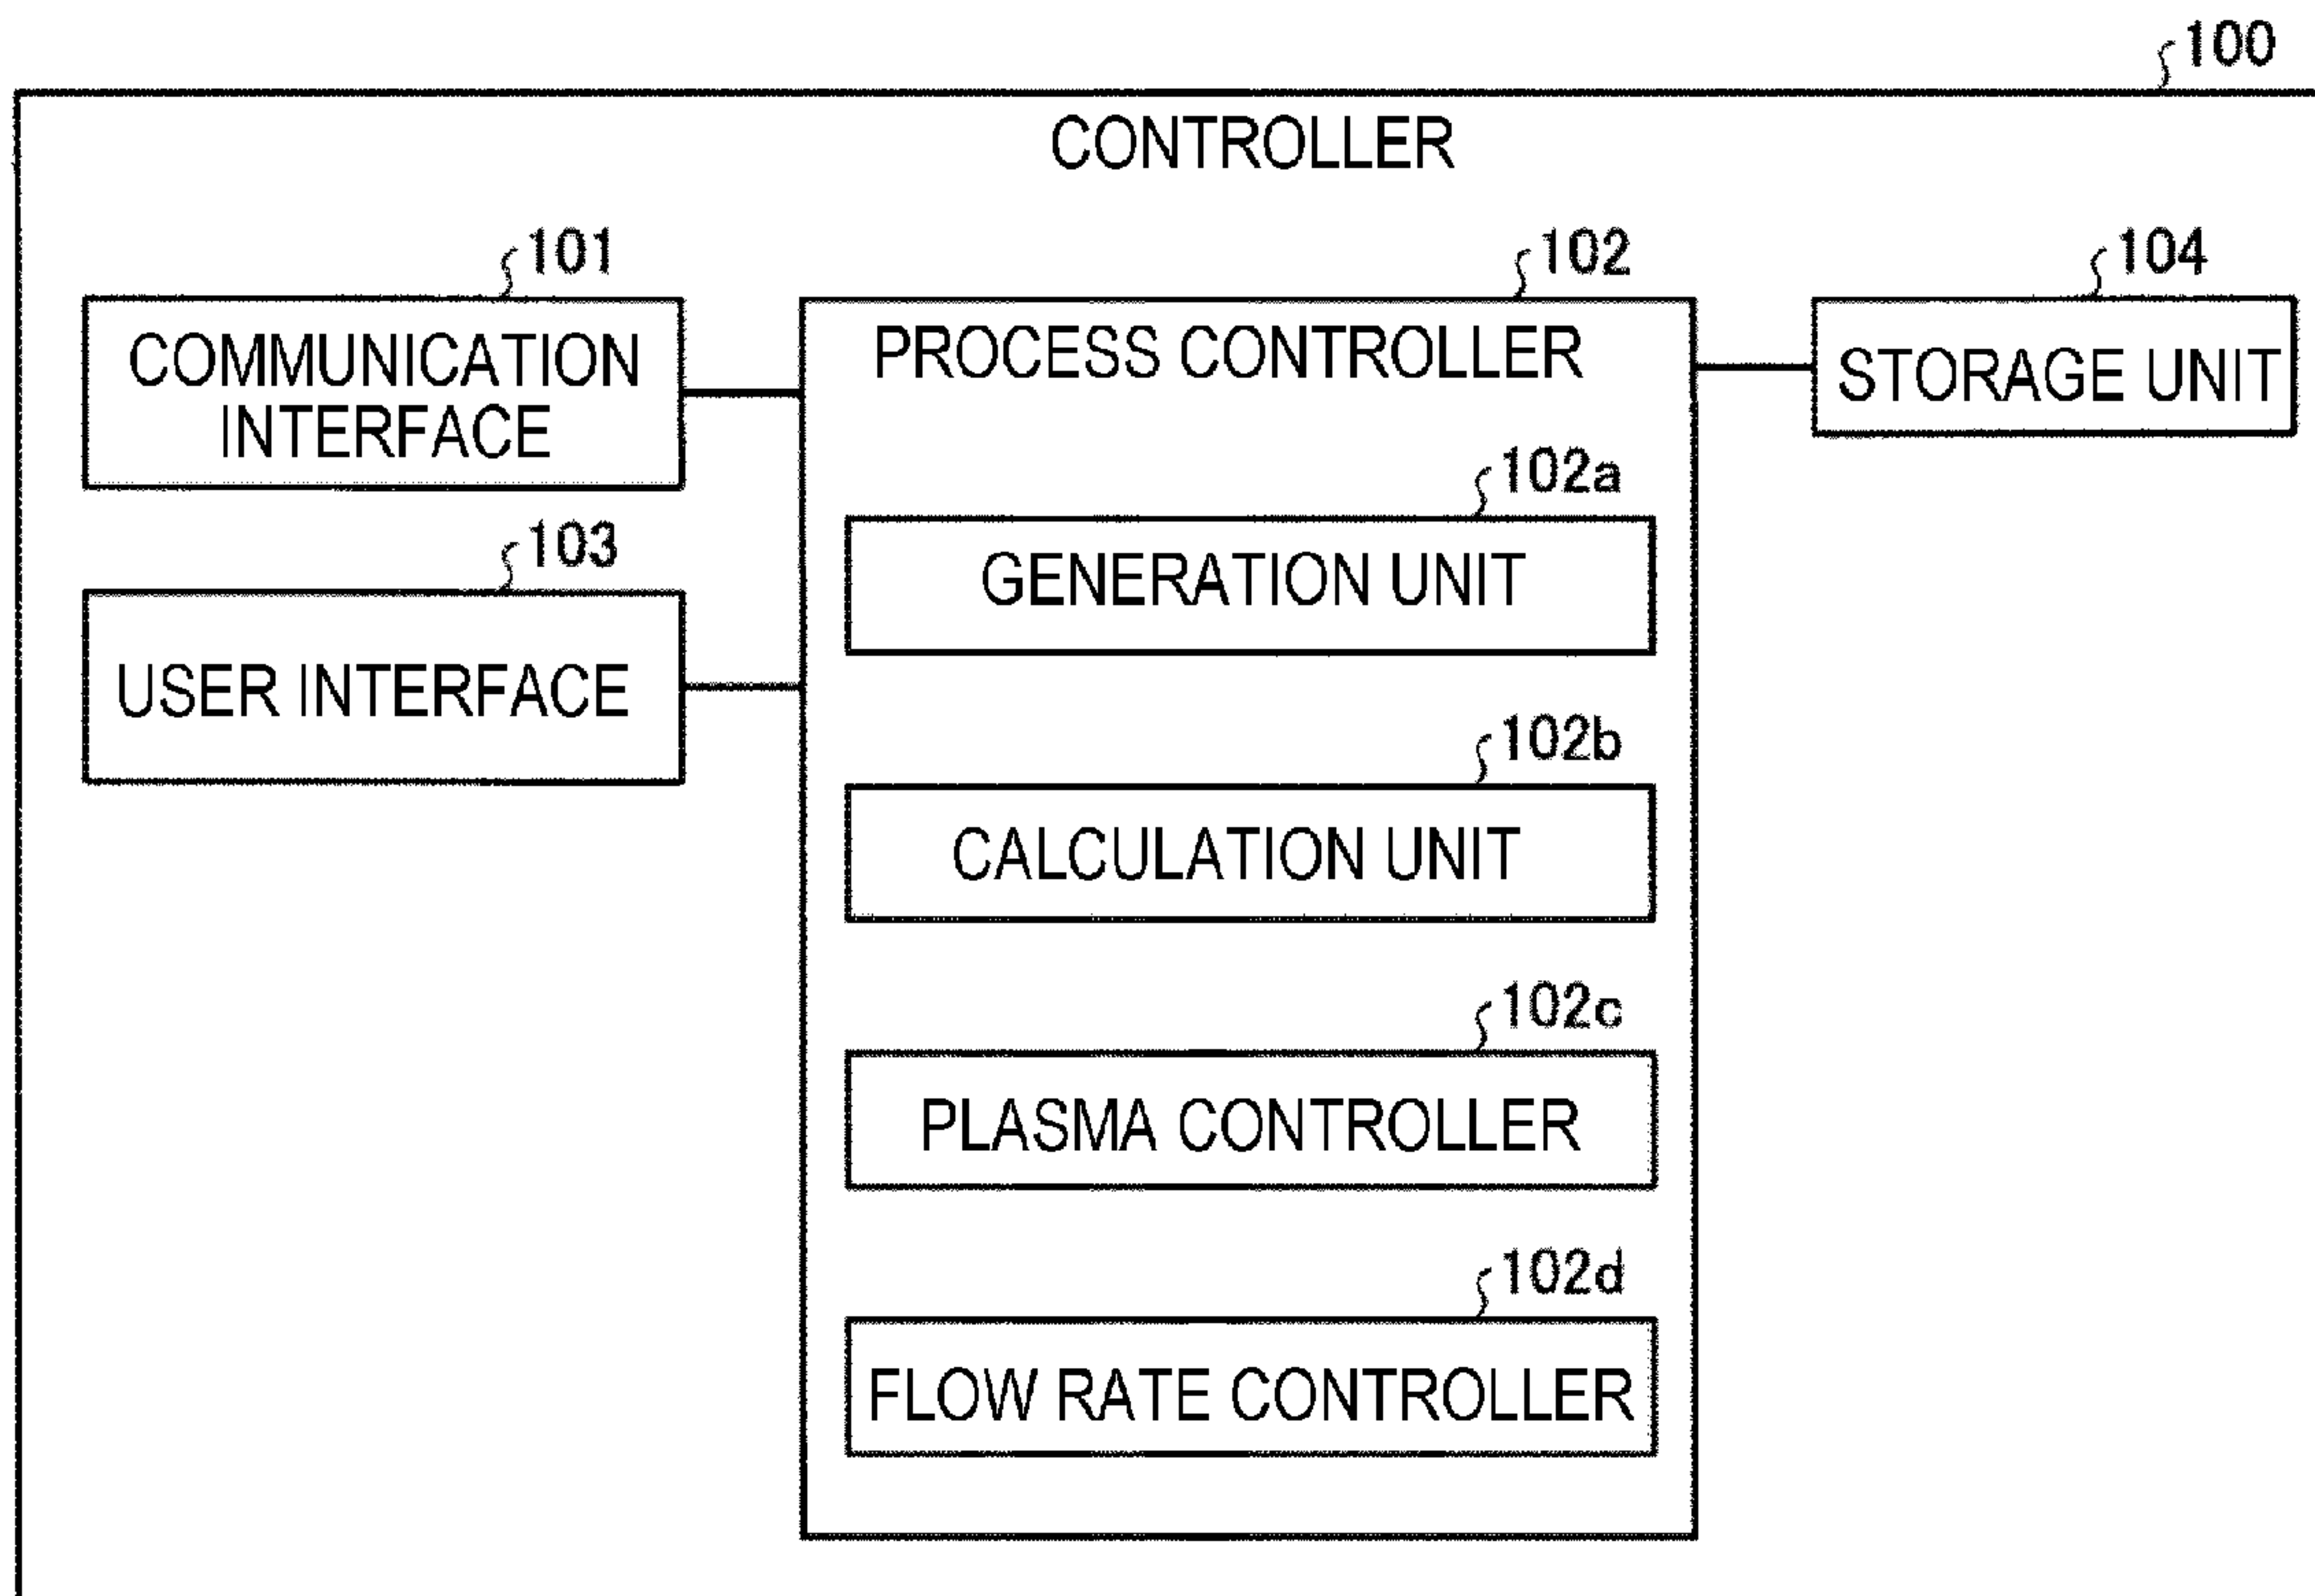 100
CONTROLLER
101
COMMUNICATION
INTERFACE
103
USER INTERFACE
102
PROCESS CONTROLLER
102a
GENERATION UNIT
102b
CALCULATION UNIT
102c
PLASMA CONTROLLER
102d
FLOW RATE CONTROLLER
104
STORAGE UNIT